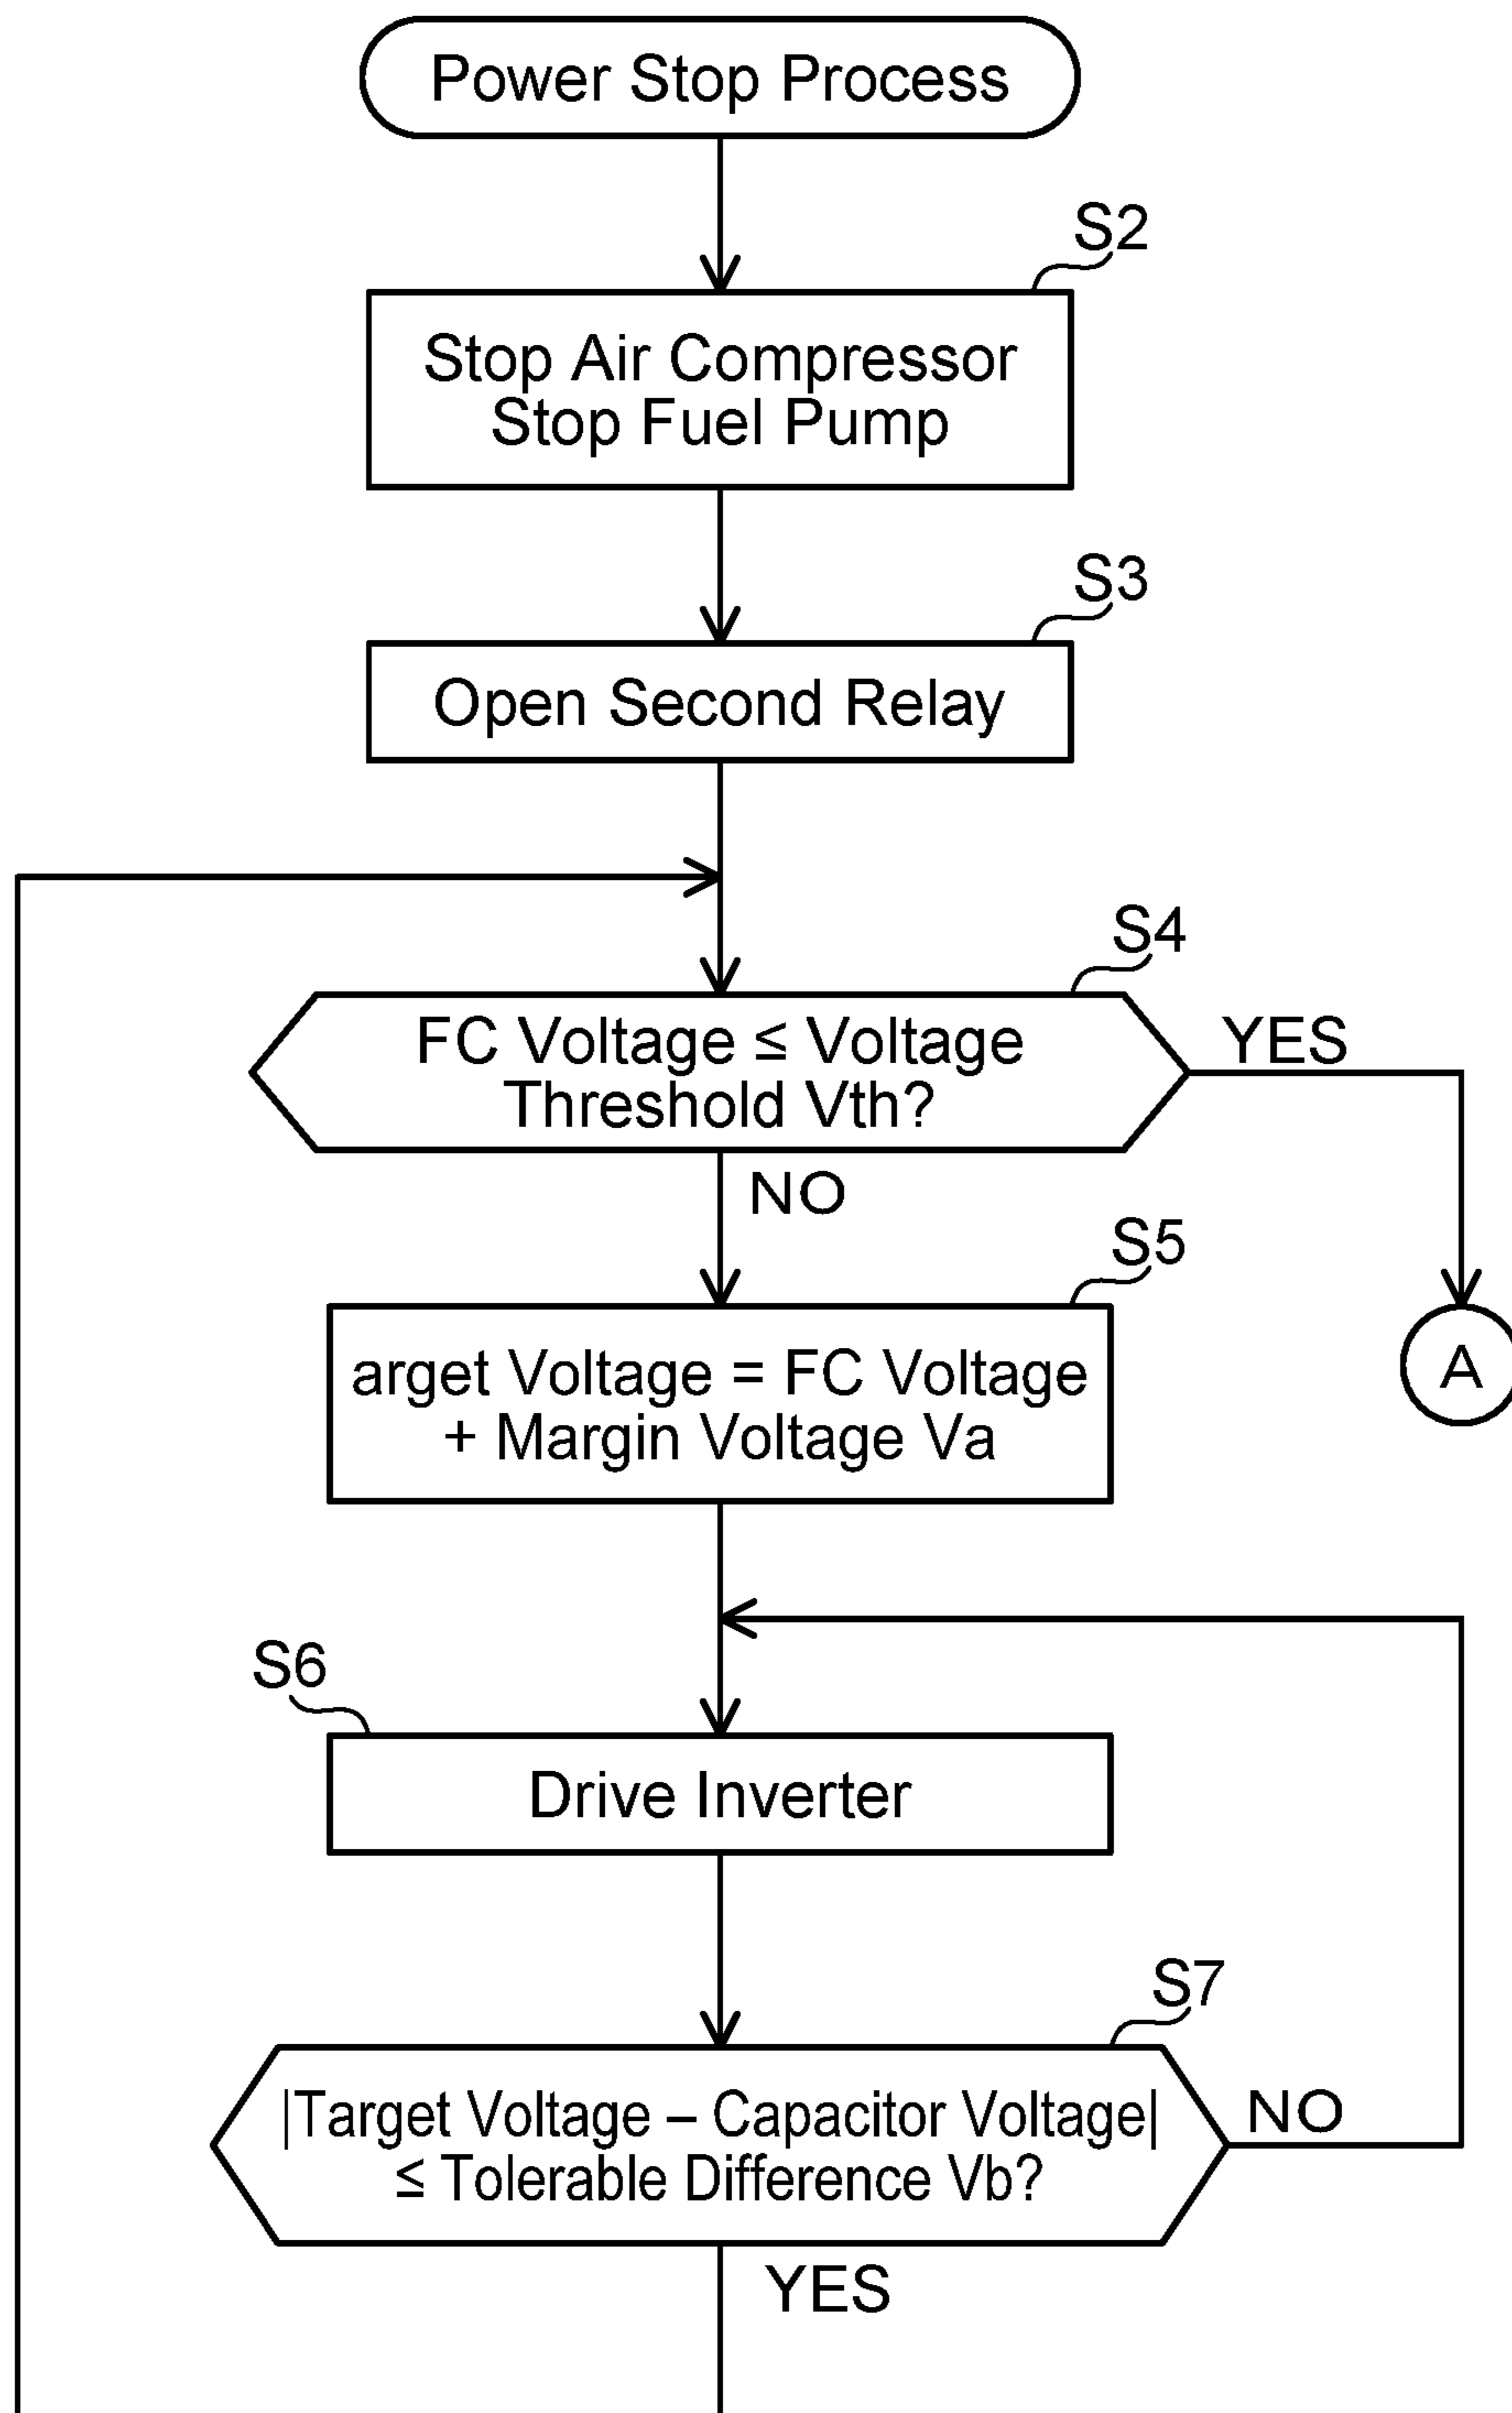 Power Stop Process
S2
Stop Air Compressor
Stop Fuel Pump
S3
Open Second Relay
S4
FC Voltage ≤ Voltage
Threshold Vth?
YES
NO
S5
arget Voltage = FC Voltage
+ Margin Voltage Va
A
S6
Drive Inverter
S7
|Target Voltage – Capacitor Voltage|
≤ Tolerable Difference Vb?
NO
YES